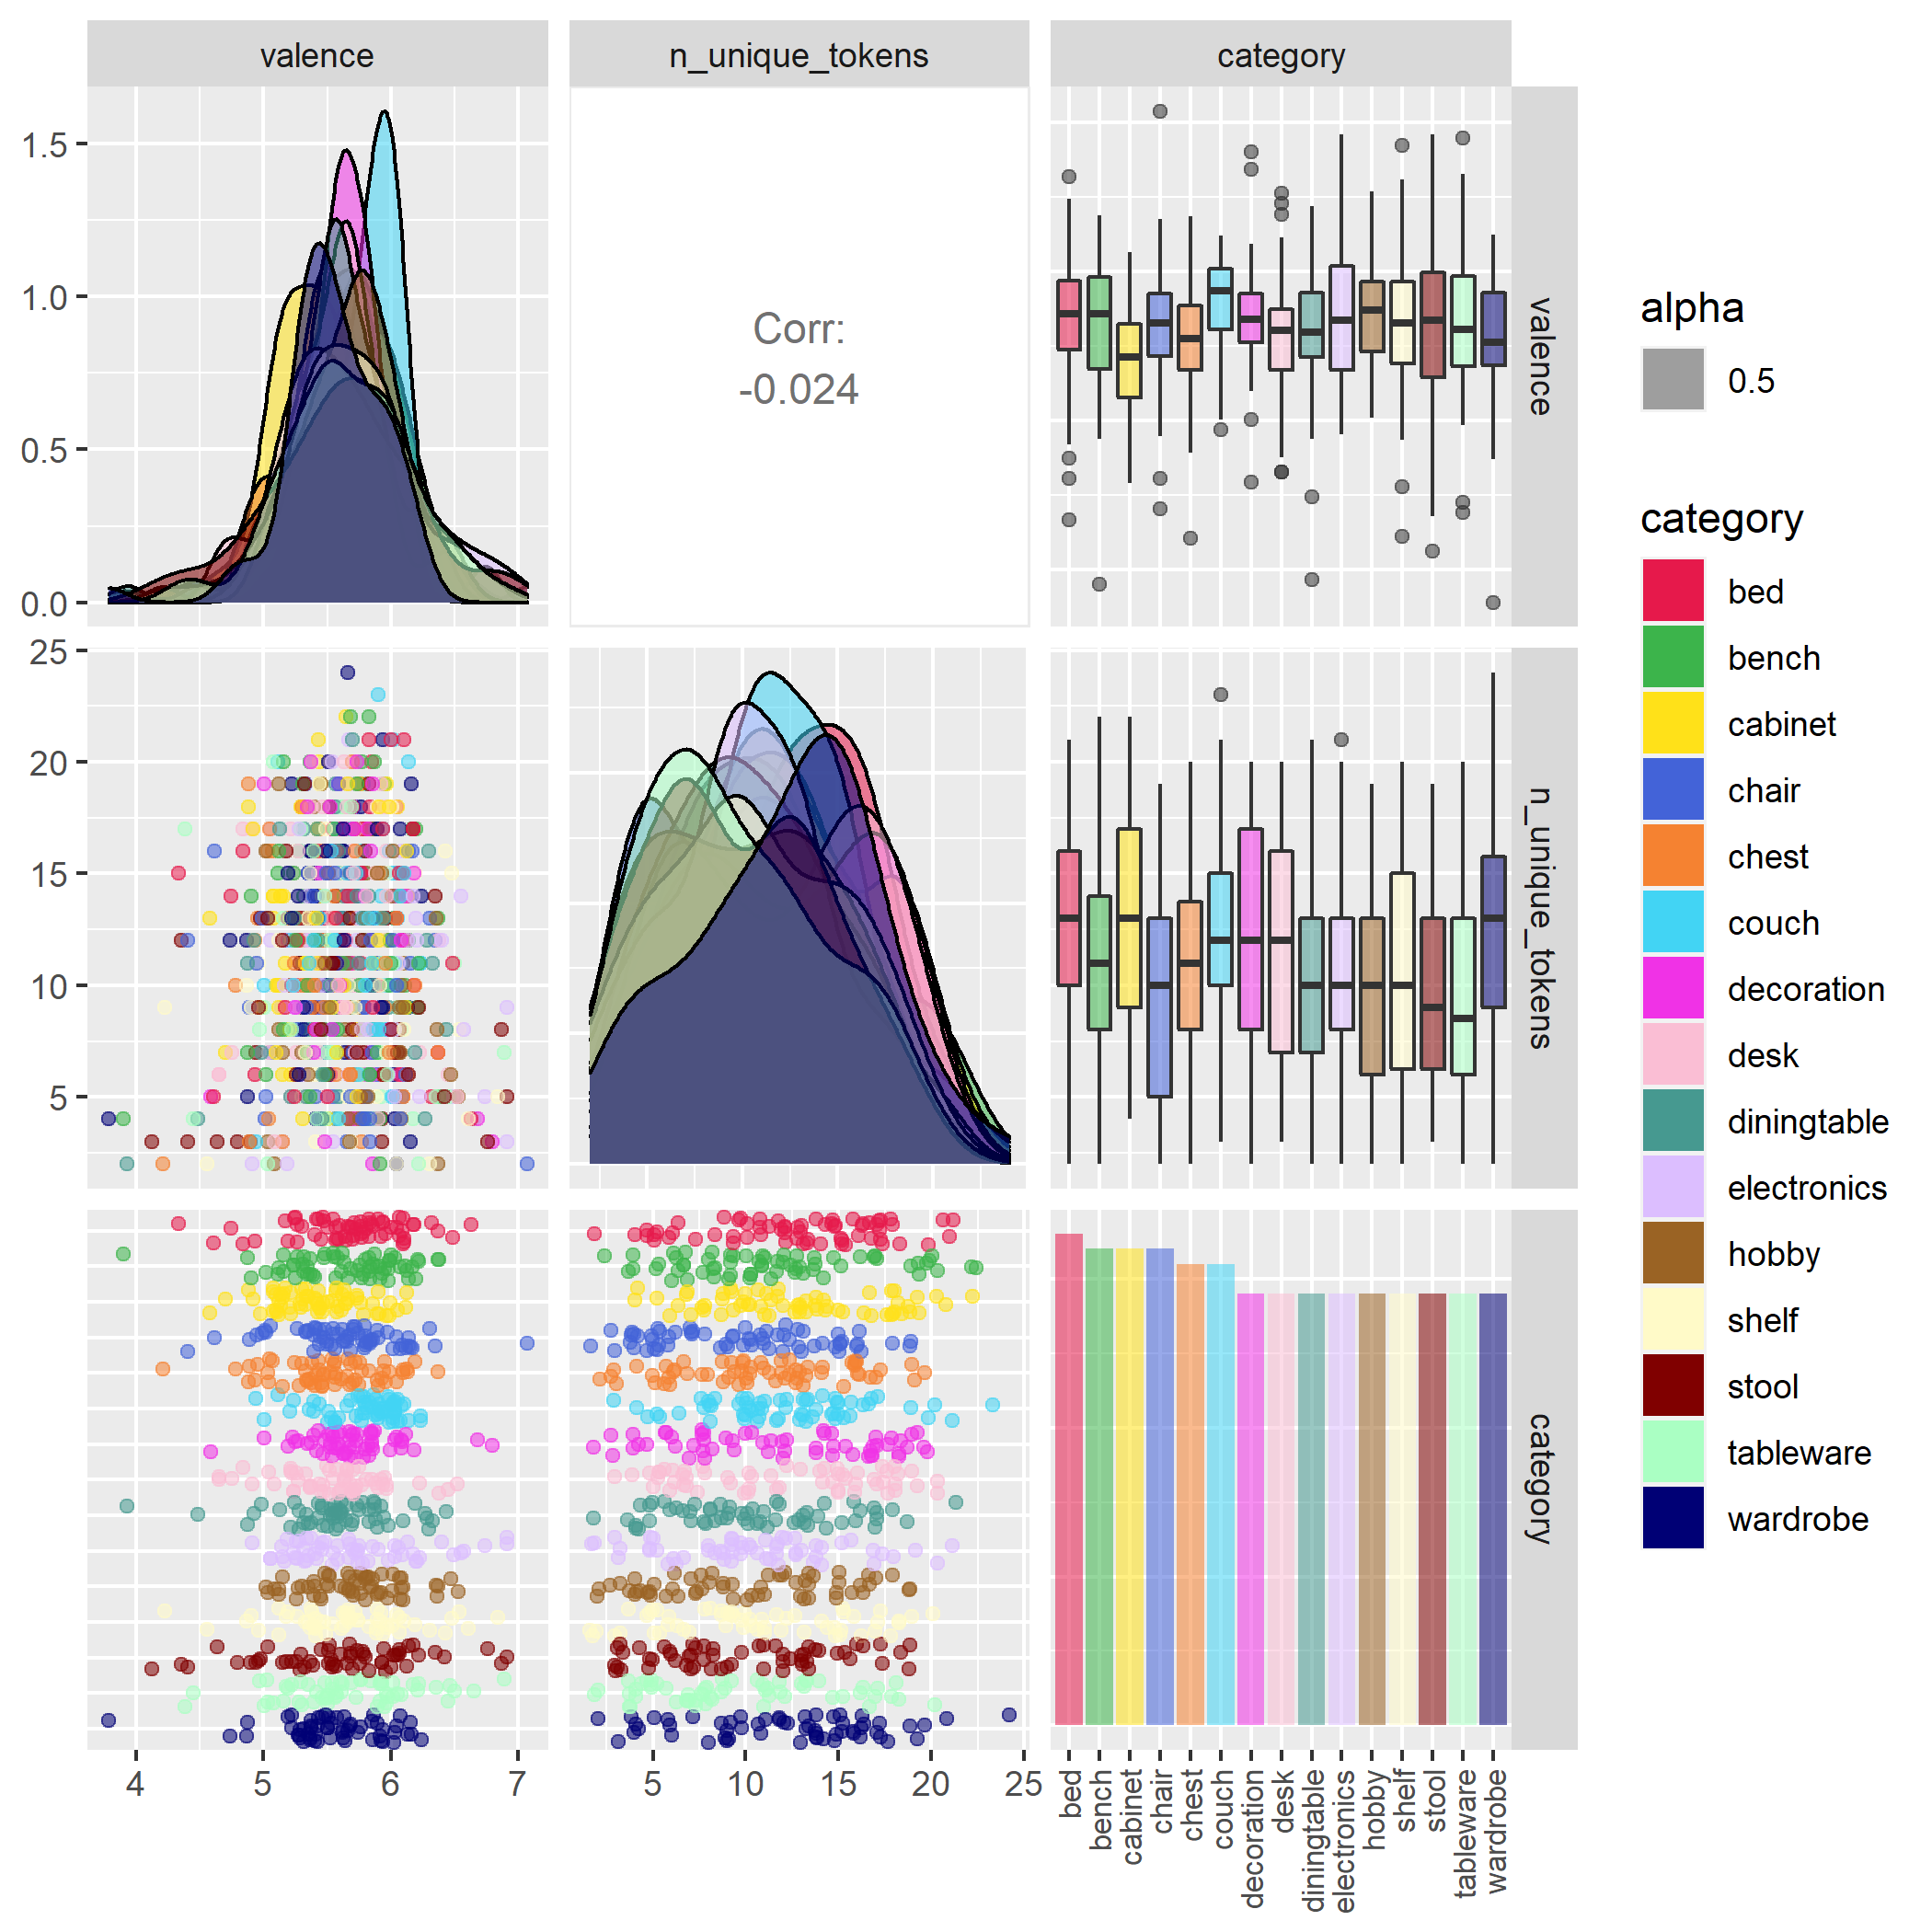 valence
n_unique_tokens
category
1.5
1.0
0.5
0.0
Corr:
-0.024
valence
25
20
15
10
5
n_unique_tokens
category
4
5
6
7
5
10
15
20
25
bed
bench
cabinet
chair
chest
couch
decoration
desk
diningtable
electronics
hobby
shelf
stool
tableware
wardrobe
alpha
0.5
category
bed
bench
cabinet
chair
chest
couch
decoration
desk
diningtable
electronics
hobby
shelf
stool
tableware
wardrobe